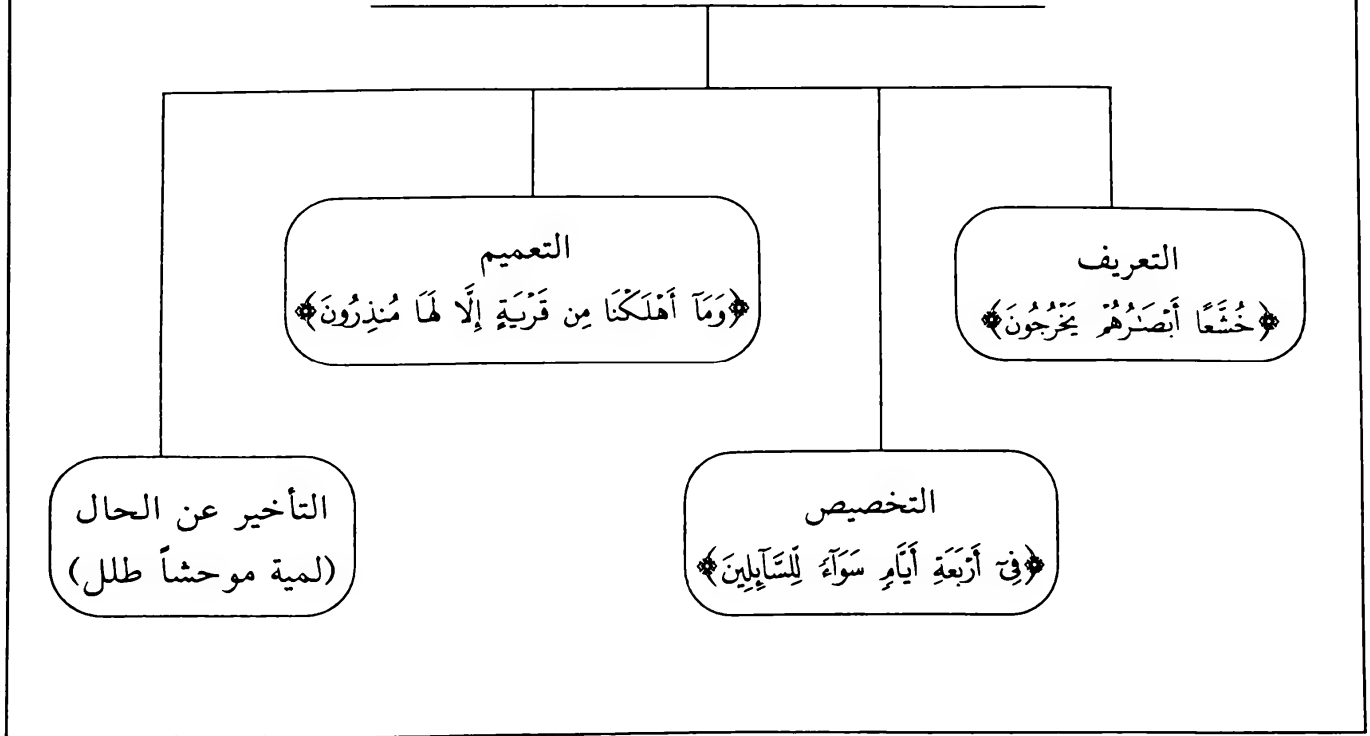 التعريف
﴿خُشَّعًا أَبْصَٰرُهُمْ يَخْرُجُونَ﴾
التعميم
﴿وَمَآ أَهْلَكْنَا مِن قَرْيَةٍ إِلَّا لَهَا مُنذِرُونَ﴾
التخصيص
﴿فِىٓ أَرْبَعَةِ أَيَّامٍ سَوَآءً لِّلسَّآئِلِينَ﴾
التأخير عن الحال
(لمية موحشاً طلل)